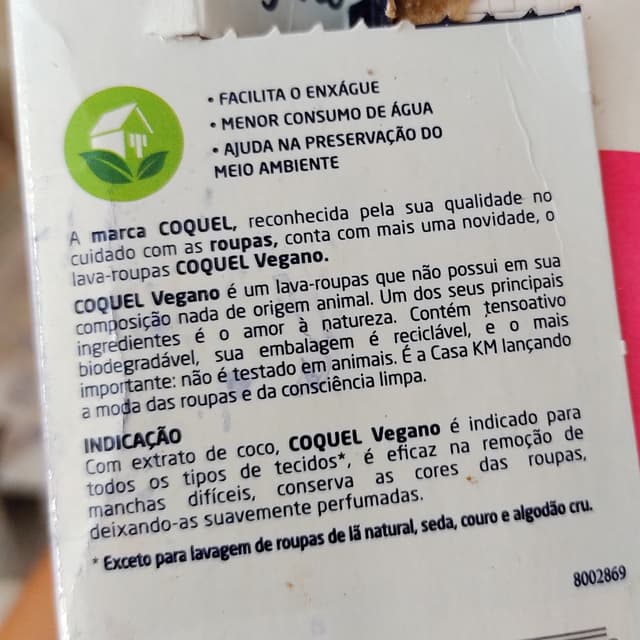 • FACILITA O ENXÁGUE
• MENOR CONSUMO DE ÁGUA
• AJUDA NA PRESERVAÇÃO DO
MEIO AMBIENTE
A marca COQUEL, reconhecida pela sua qualidade no
cuidado com as roupas, conta com mais uma novidade, o
lava-roupas COQUEL Vegano.
COQUEL Vegano é um lava-roupas que não possui em sua
composição nada de origem animal. Um dos seus principais
ingredientes é o amor à natureza. Contém tensoativo
biodegradável, sua embalagem é reciclável, e o mais
importante: não é testado em animais. É a Casa KM lançando
a moda das roupas e da consciência limpa.
INDICAÇÃO
Com extrato de coco, COQUEL Vegano é indicado para
todos os tipos de tecidos*, é eficaz na remoção de
manchas difíceis, conserva as cores das roupas,
deixando-as suavemente perfumadas.
* Exceto para lavagem de roupas de lã natural, seda, couro e algodão cru.
8002869